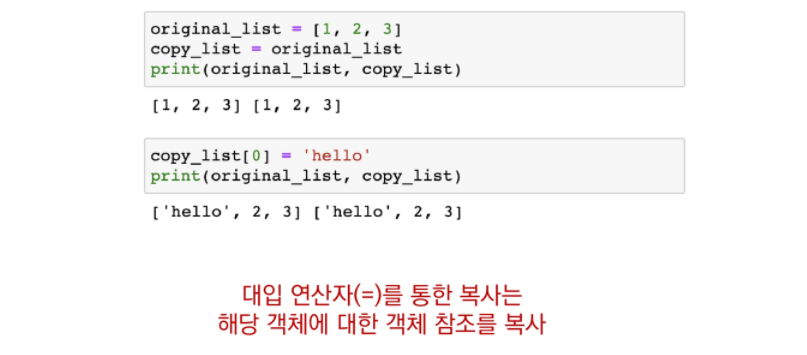 original_list = [1, 2, 3]
copy_list = original_list
print(original_list, copy_list)
[1, 2, 3] [1, 2, 3]
copy_list[0] = 'hello'
print(original_list, copy_list)
['hello', 2, 3] ['hello', 2, 3]
대입 연산자(=)를 통한 복사는
해당 객체에 대한 객체 참조를 복사